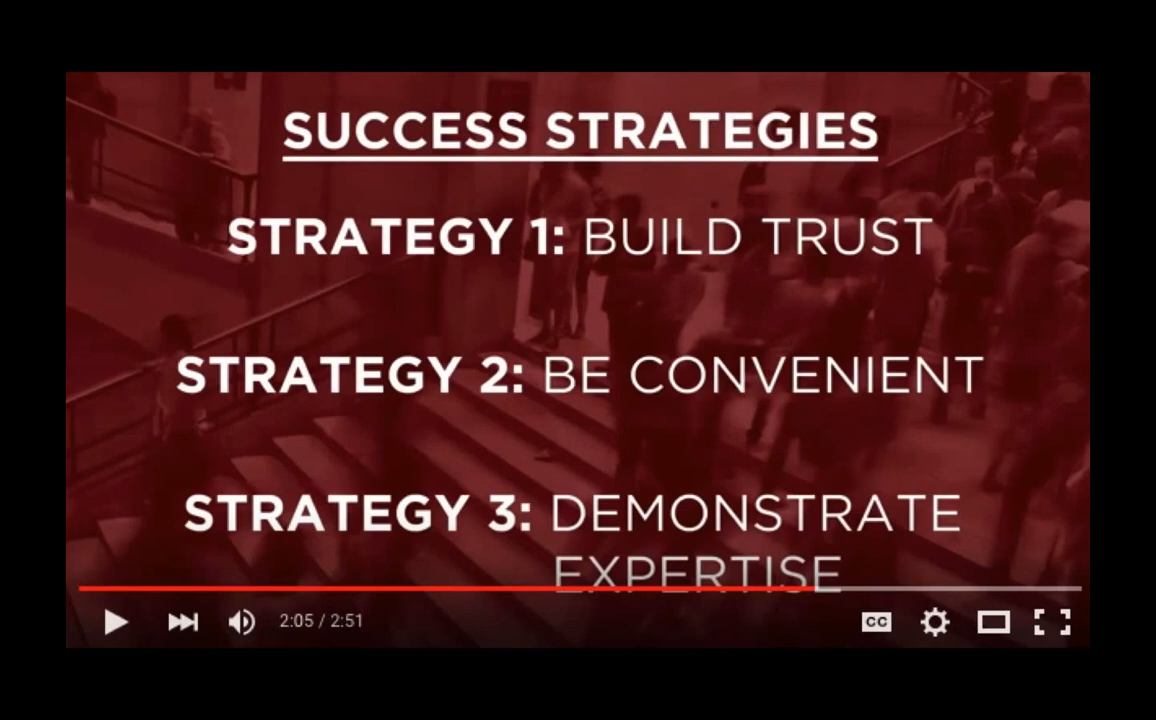 SUCCESS STRATEGIES
STRATEGY 1: BUILD TRUST
STRATEGY 2: BE CONVENIENT
STRATEGY 3: DEMONSTRATE
EXPERTISE
2:05 / 2:51
CC